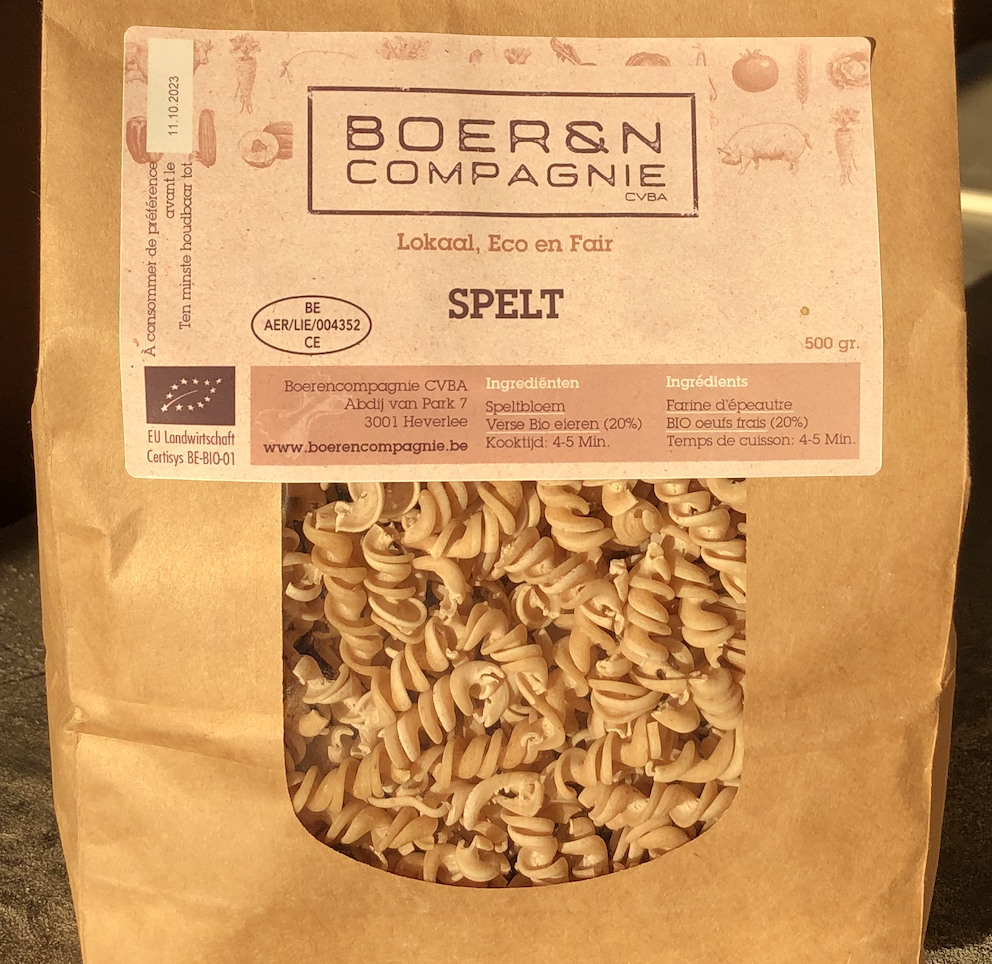 11.10.2023
À consommer de préférence
avant le
Ten minste houdbaar tot
BOER&N
COMPAGNIE
CVBA
Lokaal, Eco en Fair
SPELT
BE
AER/LIE/004352
CE
500 gr.
EU Landwirtschaft
Certisys BE-BIO-01
Boerencompagnie CVBA
Abdij van Park 7
3001 Heverlee
www.boerencompagnie.be
Ingrediënten
Speltbloem
Verse Bio eieren (20%)
Kooktijd: 4-5 Min.
Ingrédients
Farine d'épeautre
BIO oeufs frais (20%)
Temps de cuisson: 4-5 Min.